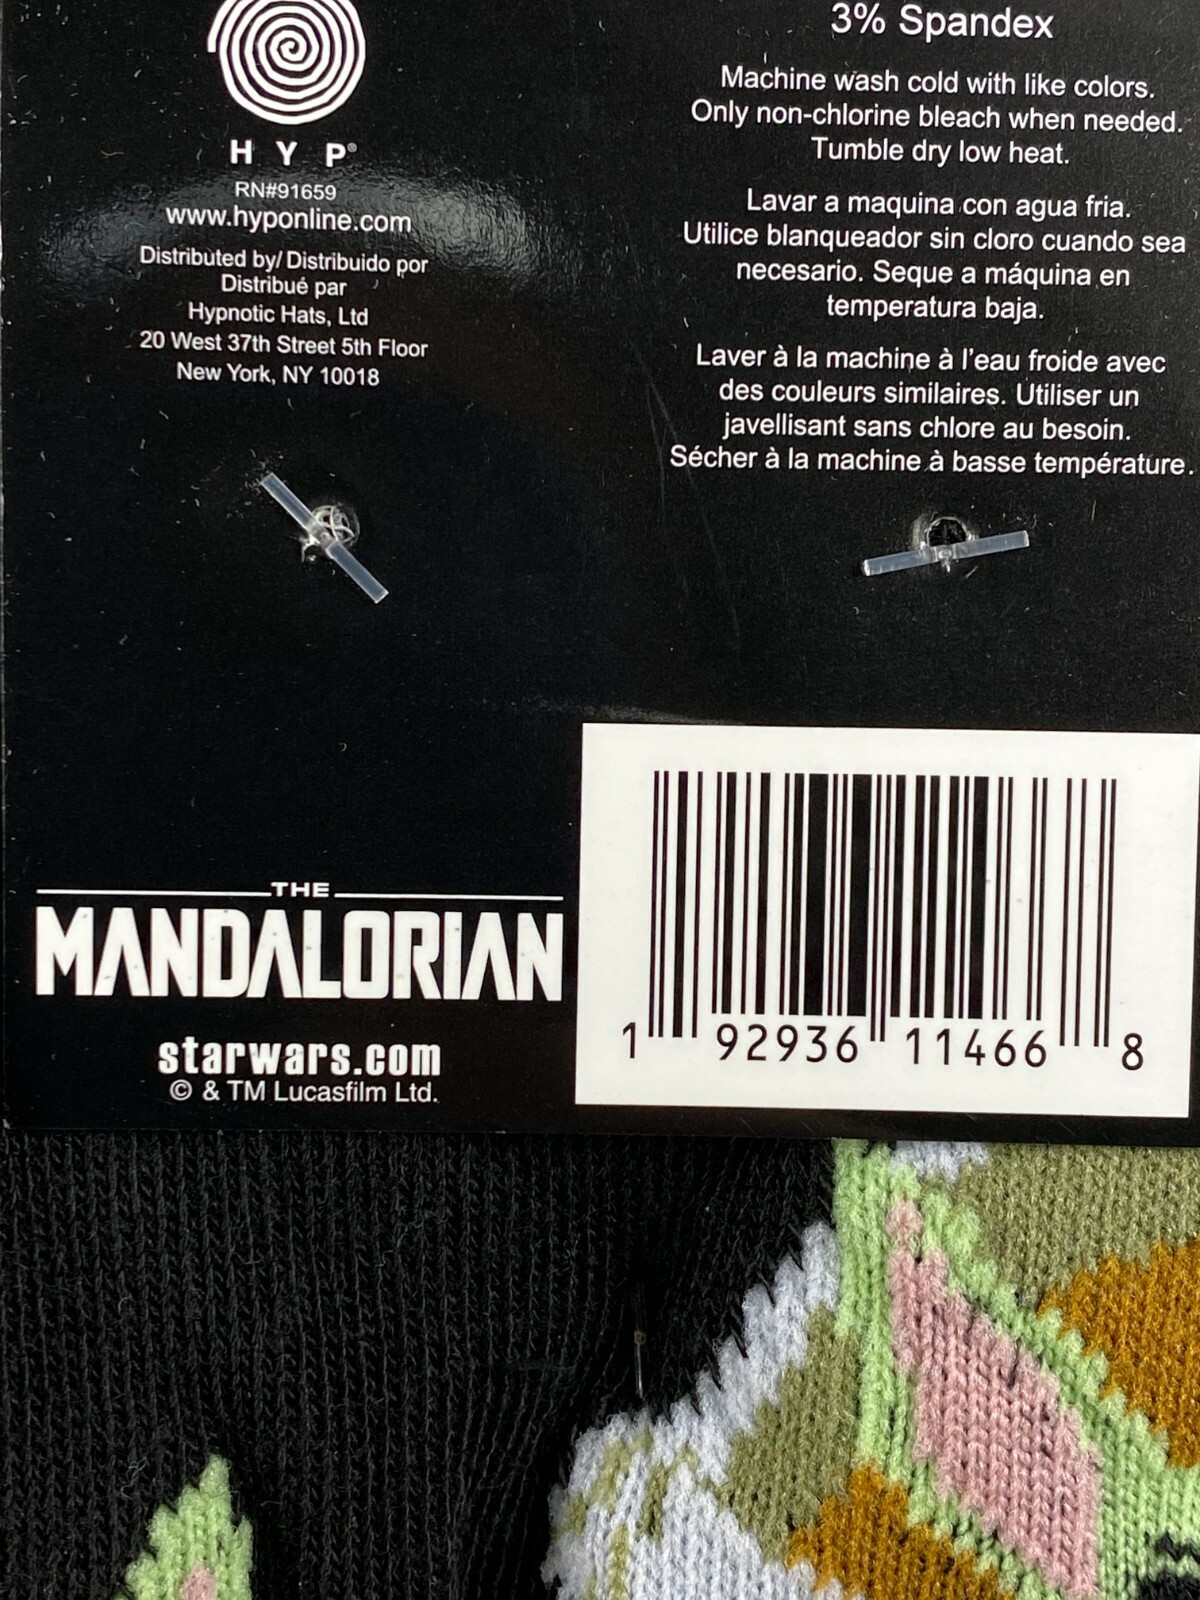 HYP®
RN#91659
www.hyponline.com
Distributed by/ Distribuido por
Distribué par
Hypnotic Hats, Ltd
20 West 37th Street 5th Floor
New York, NY 10018
3% Spandex
Machine wash cold with like colors.
Only non-chlorine bleach when needed.
Tumble dry low heat.
Lavar a maquina con agua fria.
Utilice blanqueador sin cloro cuando sea
necesario. Seque a máquina en
temperatura baja.
Laver à la machine à l'eau froide avec
des couleurs similaires. Utiliser un
javellisant sans chlore au besoin.
Sécher à la machine à basse température.
THE
MANDALORIAN
starwars.com
© & TM Lucasfilm Ltd.
1 92936 11466 8